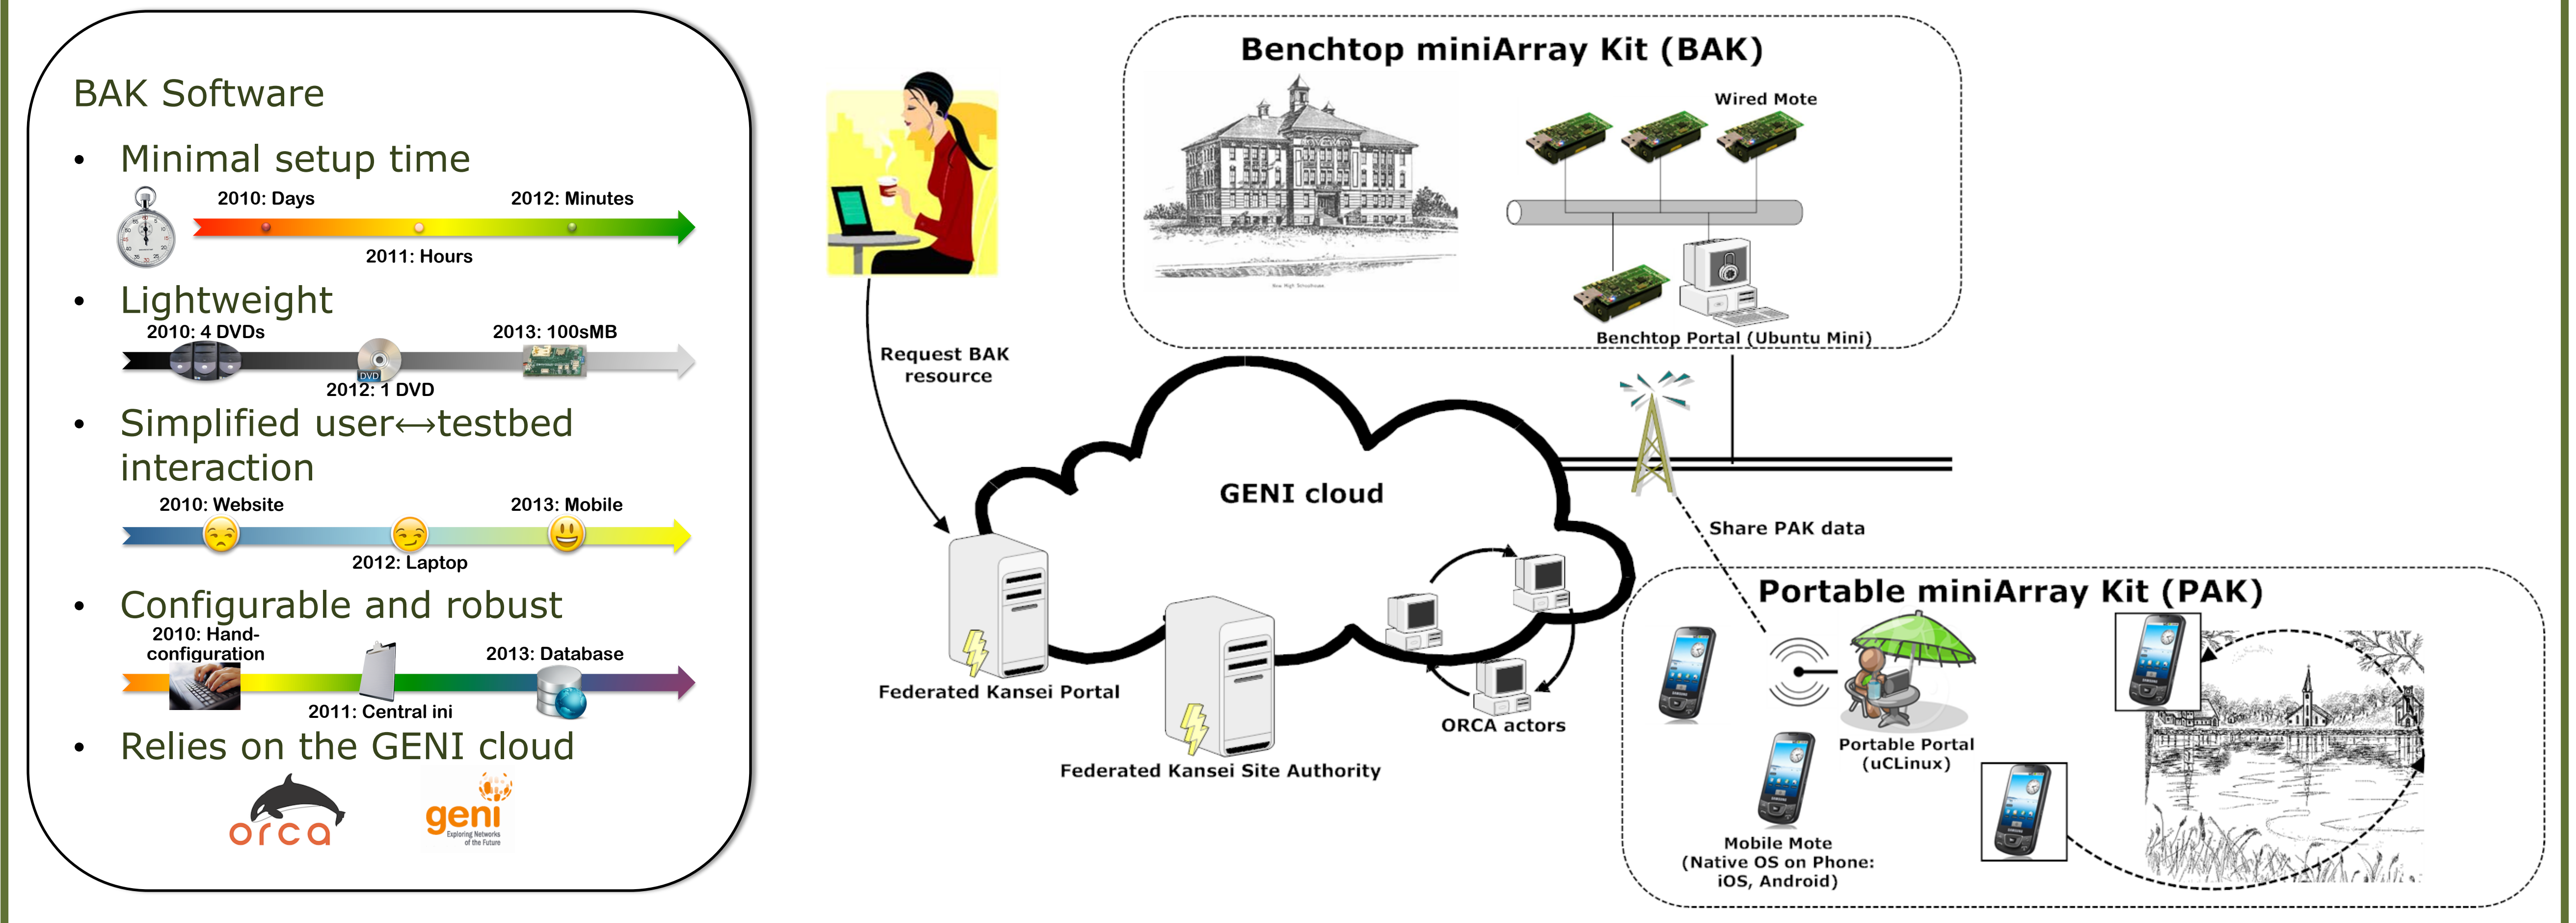 BAK Software
• Minimal setup time
2010: Days
2012: Minutes
2011: Hours
• Lightweight
2010: 4 DVDs
2013: 100sMB
DVD
2012: 1 DVD
• Simplified user↔testbed
interaction
2010: Website
2013: Mobile
2012: Laptop
• Configurable and robust
2010: Hand-
configuration
2013: Database
2011: Central ini
• Relies on the GENI cloud
orca
geni
Exploring Networks
of the Future
Request BAK
resource
Benchtop miniArray Kit (BAK)
Wired Mote
Benchtop Portal (Ubuntu Mini)
GENI cloud
Share PAK data
Federated Kansei Portal
Federated Kansei Site Authority
ORCA actors
Portable miniArray Kit (PAK)
Portable Portal
(uCLinux)
Mobile Mote
(Native OS on Phone:
iOS, Android)